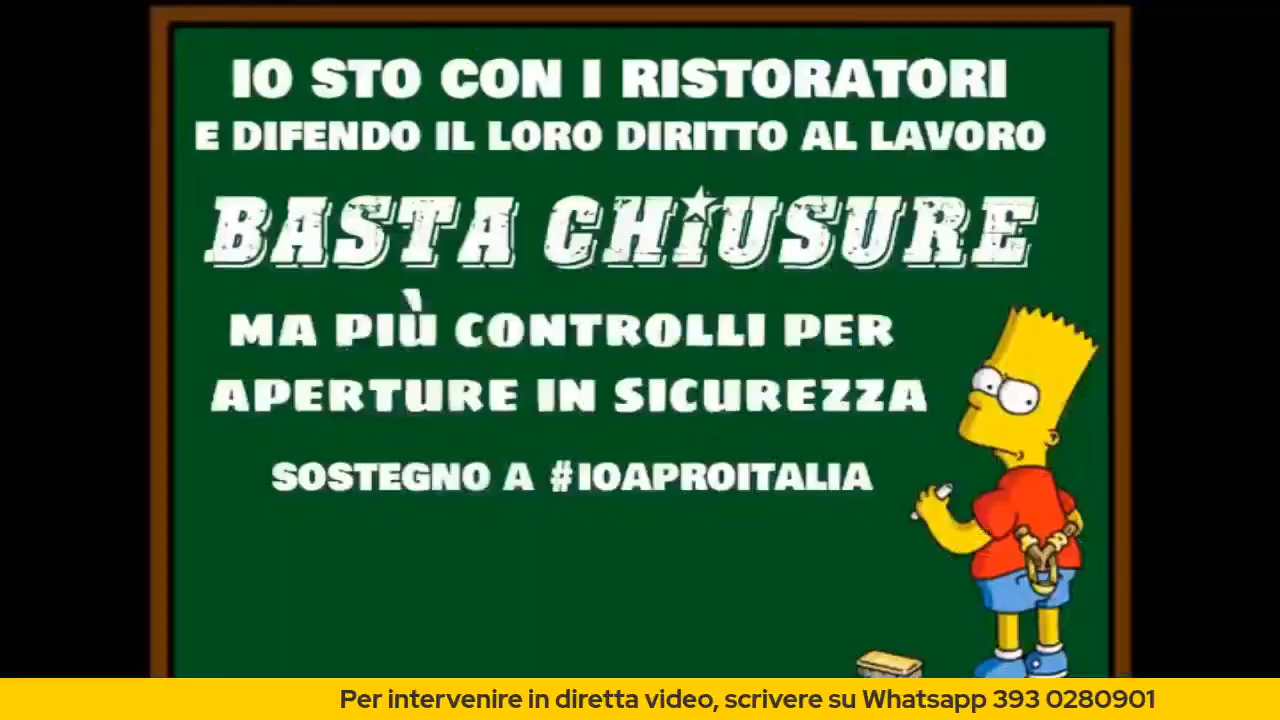 IO STO CON I RISTORATORI
E DIFENDO IL LORO DIRITTO AL LAVORO
BASTA CHiUSURE
MA PIÙ CONTROLLI PER
APERTURE IN SICUREZZA
SOSTEGNO A #IOAPROITALIA
Per intervenire in diretta video, scrivere su Whatsapp 393 0280901